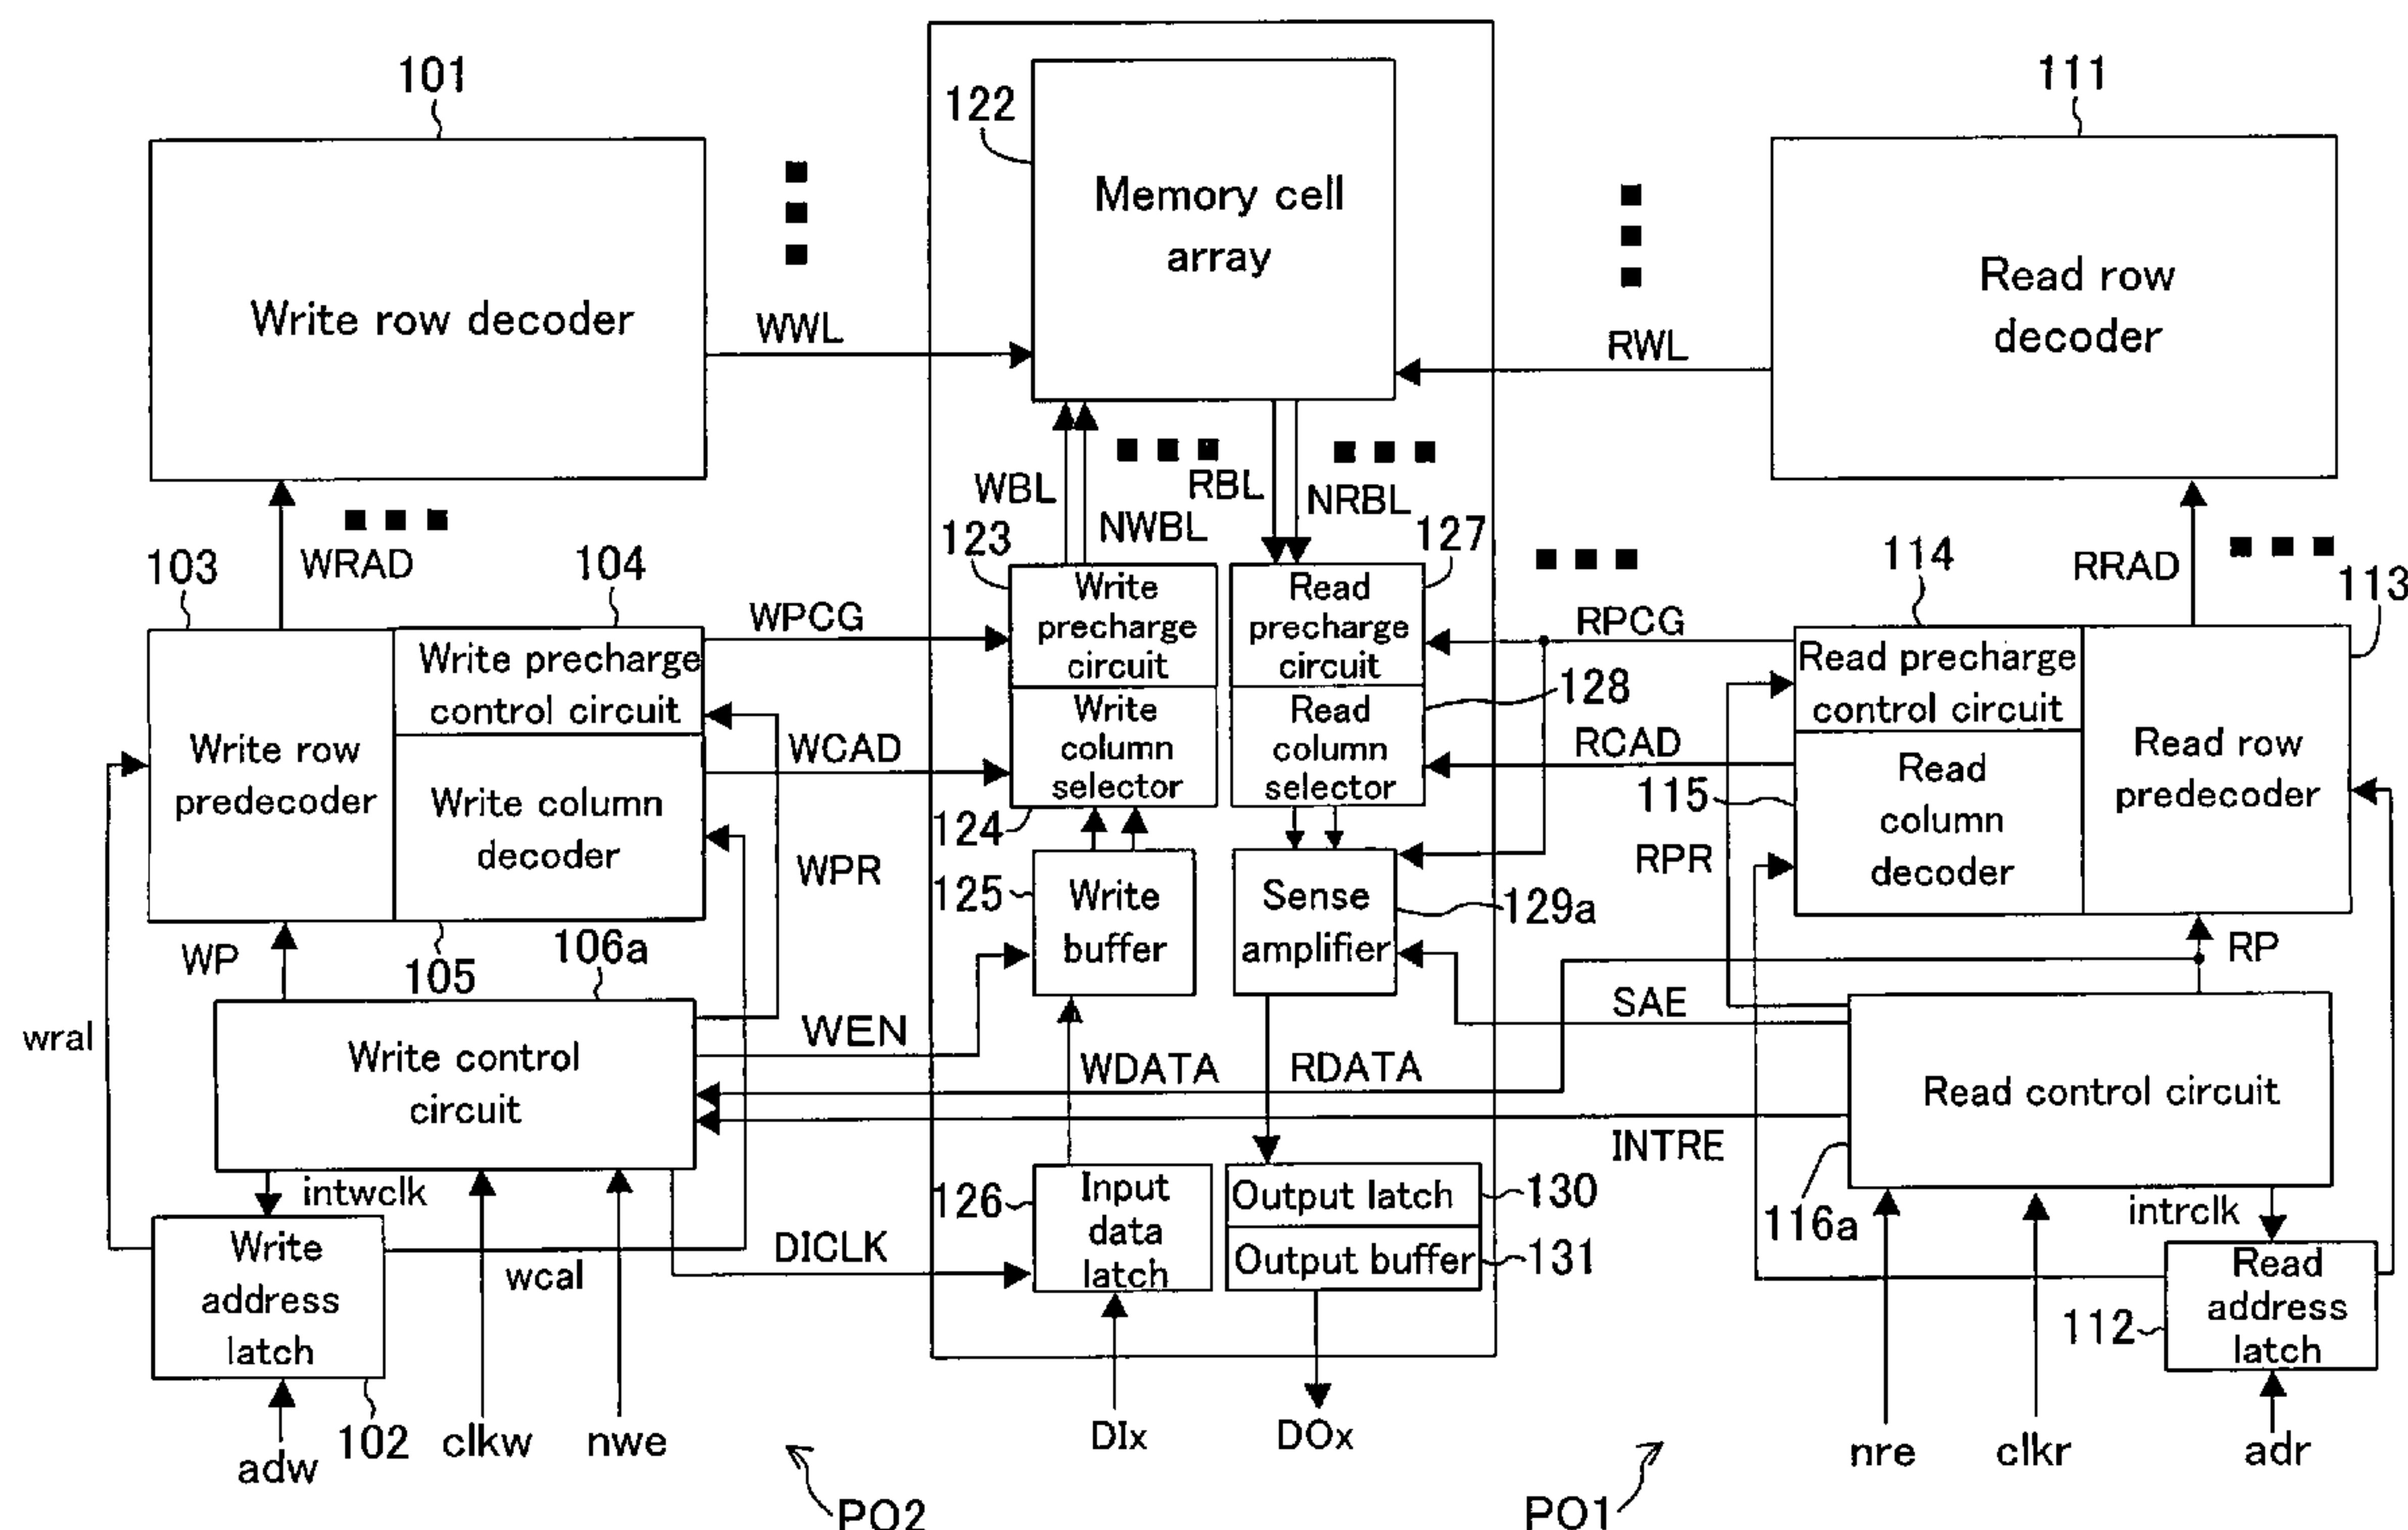 101
111
122
Memory cell
array
Write row decoder
Read row
decoder
WWL
RWL
WBL
NWBL
RBL
NRBL
WRAD
RRAD
103
104
123
127
114
113
Write row
predecoder
Write precharge
control circuit
Write column
decoder
WPCG
WCAD
WPR
Write
precharge
circuit
Write
column
selector
Read
precharge
circuit
Read
column
selector
128
RPCG
RCAD
Read precharge
control circuit
Read
column
decoder
Read row
predecoder
115
RPR
124
125
Write
buffer
Sense
amplifier
129a
WP
105
106a
RP
SAE
wral
Write control
circuit
WEN
WDATA
RDATA
INTRE
Read control circuit
116a
intwclk
intrclk
Write
address
latch
102
wcal
DICLK
126
Input
data
latch
Output latch
130
Output buffer
131
Read
address
latch
112
adw
clkw
nwe
DIx
DOx
nre
clkr
adr
PO2
PO1